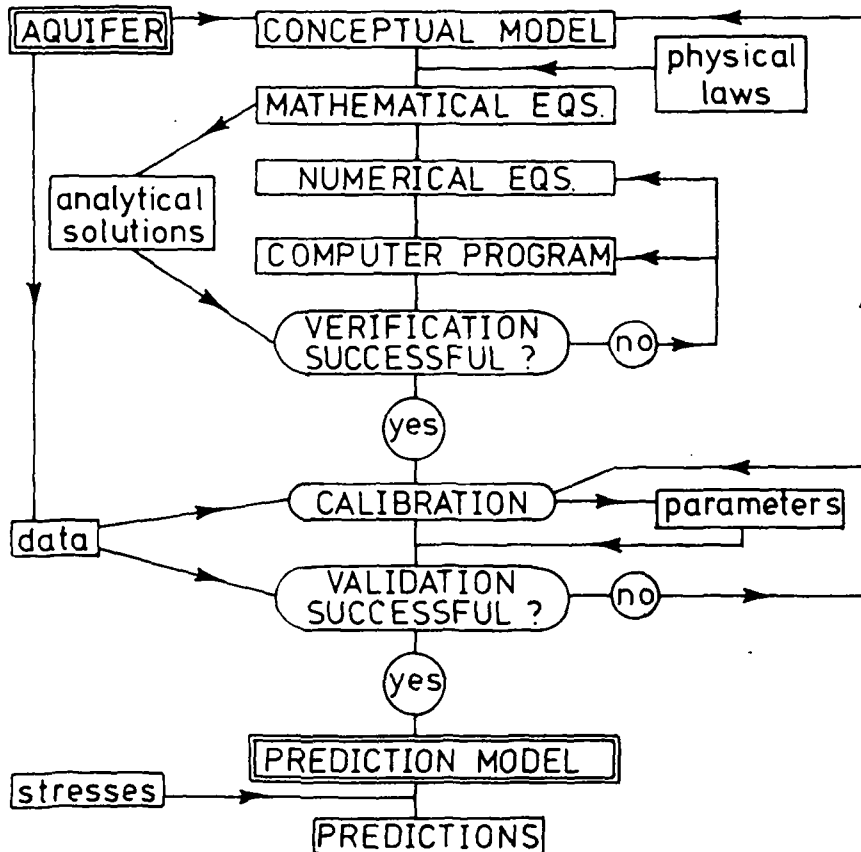 AQUIFER
CONCEPTUAL MODEL
physical
laws
MATHEMATICAL EQS.
NUMERICAL EQS.
analytical
solutions
COMPUTER PROGRAM
VERIFICATION
SUCCESSFUL ?
no
yes
CALIBRATION
parameters
data
VALIDATION
SUCCESSFUL ?
no
yes
PREDICTION MODEL
stresses
PREDICTIONS